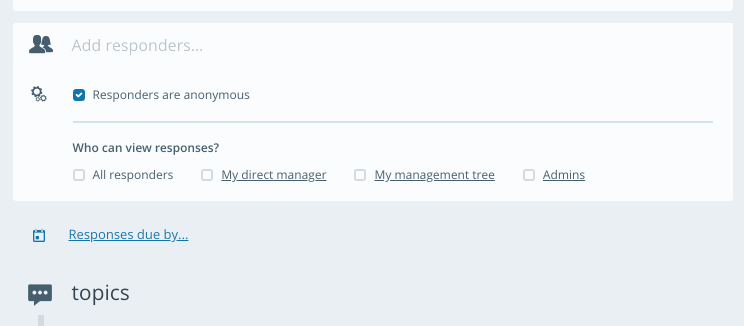 Add responders...
Responders are anonymous
Who can view responses?
All responders My direct manager My management tree Admins
Responses due by...
topics